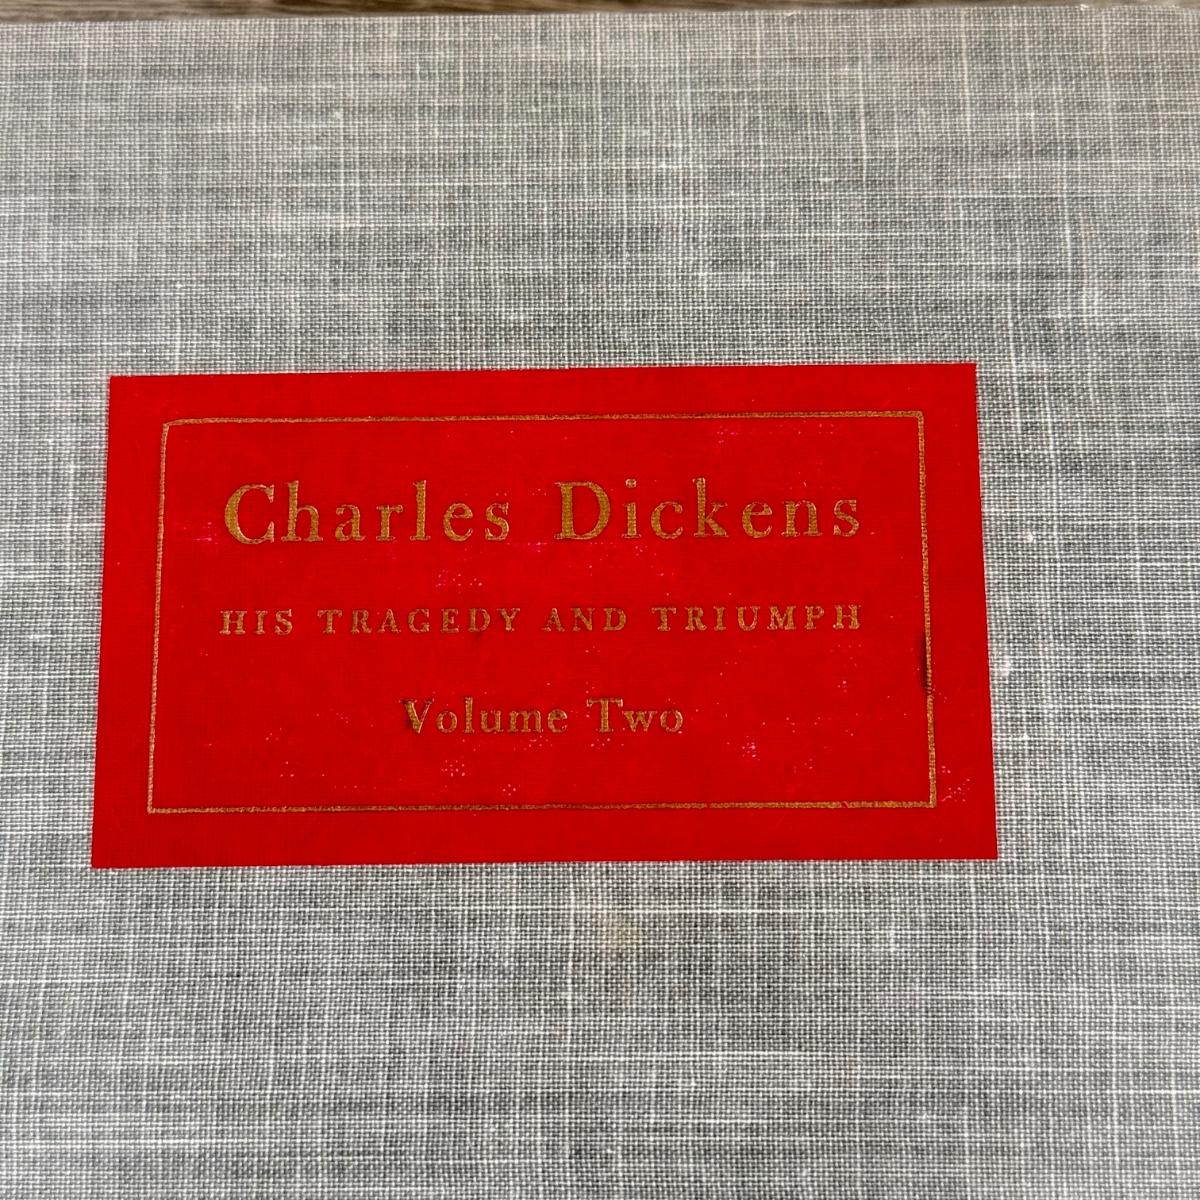 Charles Dickens
HIS TRAGEDY AND TRIUMPH
Volume Two